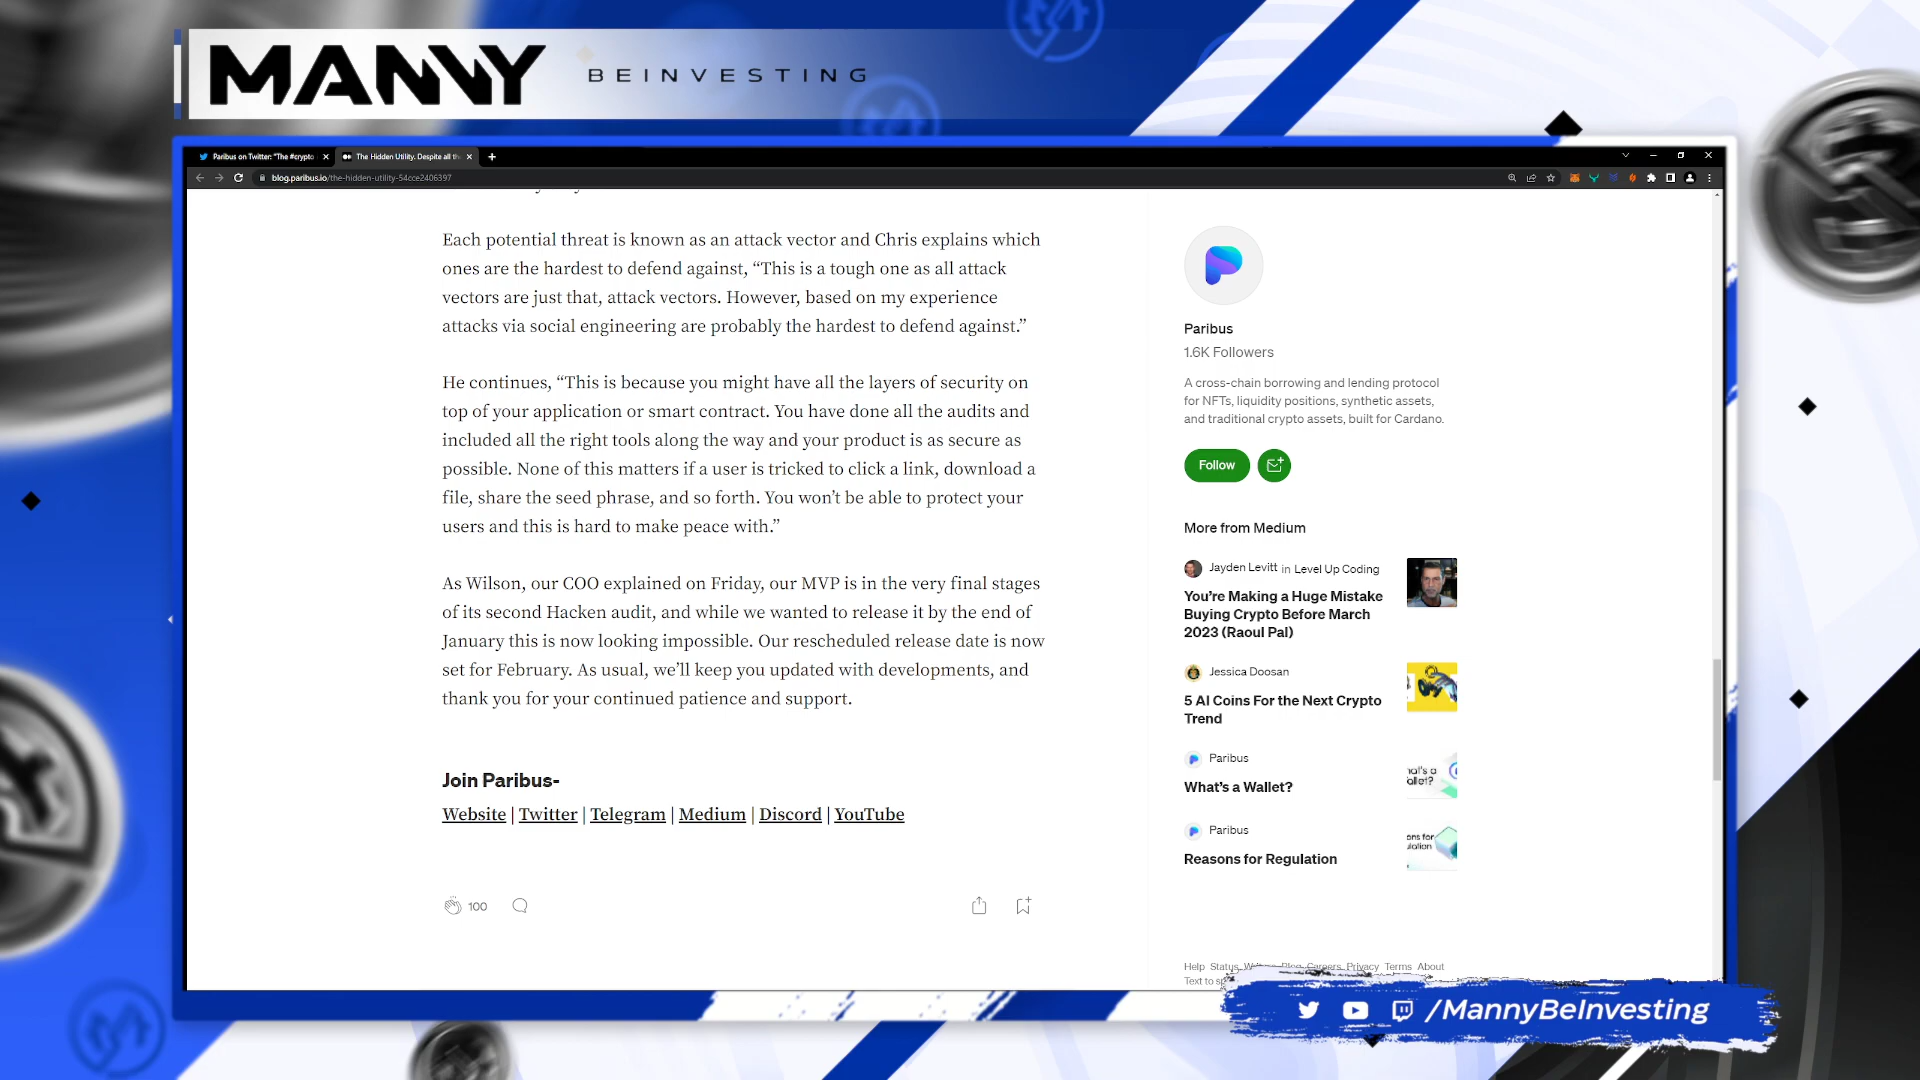 MANNY
BEINVESTING
Paribus on Twitter: "The #crypto
The Hidden Utility. Despite all th
blog.paribus.io/the-hidden-utility-54cce2406397
Each potential threat is known as an attack vector and Chris explains which
ones are the hardest to defend against, “This is a tough one as all attack
vectors are just that, attack vectors. However, based on my experience
attacks via social engineering are probably the hardest to defend against.”
He continues, “This is because you might have all the layers of security on
top of your application or smart contract. You have done all the audits and
included all the right tools along the way and your product is as secure as
possible. None of this matters if a user is tricked to click a link, download a
file, share the seed phrase, and so forth. You won’t be able to protect your
users and this is hard to make peace with.”
As Wilson, our COO explained on Friday, our MVP is in the very final stages
of its second Hacken audit, and while we wanted to release it by the end of
January this is now looking impossible. Our rescheduled release date is now
set for February. As usual, we’ll keep you updated with developments, and
thank you for your continued patience and support.
Join Paribus-
Website | Twitter | Telegram | Medium | Discord | YouTube
100
Paribus
1.6K Followers
A cross-chain borrowing and lending protocol
for NFTs, liquidity positions, synthetic assets,
and traditional crypto assets, built for Cardano.
Follow
More from Medium
Jayden Levitt in Level Up Coding
You’re Making a Huge Mistake
Buying Crypto Before March
2023 (Raoul Pal)
Jessica Doosan
5 AI Coins For the Next Crypto
Trend
Paribus
What’s a Wallet?
Paribus
Reasons for Regulation
Help Status Writers Blog Careers Privacy Terms About
Text to
/MannyBeInvesting